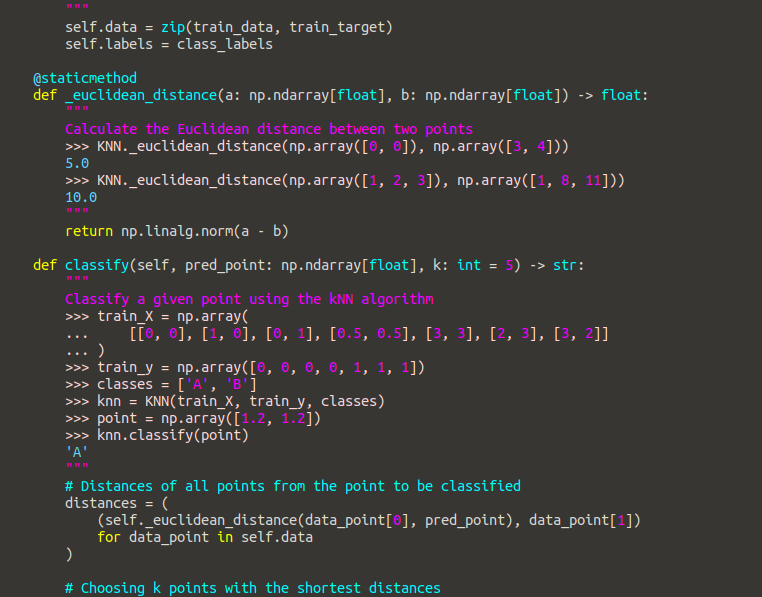 """
self.data = zip(train_data, train_target)
self.labels = class_labels
@staticmethod
def _euclidean_distance(a: np.ndarray[float], b: np.ndarray[float]) -> float:
"""
Calculate the Euclidean distance between two points
>>> KNN._euclidean_distance(np.array([0, 0]), np.array([3, 4]))
5.0
>>> KNN._euclidean_distance(np.array([1, 2, 3]), np.array([1, 8, 11]))
10.0
"""
return np.linalg.norm(a - b)
def classify(self, pred_point: np.ndarray[float], k: int = 5) -> str:
"""
Classify a given point using the kNN algorithm
>>> train_X = np.array(
...     [[0, 0], [1, 0], [0, 1], [0.5, 0.5], [3, 3], [2, 3], [3, 2]]
... )
>>> train_y = np.array([0, 0, 0, 0, 1, 1, 1])
>>> classes = ['A', 'B']
>>> knn = KNN(train_X, train_y, classes)
>>> point = np.array([1.2, 1.2])
>>> knn.classify(point)
'A'
"""
# Distances of all points from the point to be classified
distances = (
(self._euclidean_distance(data_point[0], pred_point), data_point[1])
for data_point in self.data
)
# Choosing k points with the shortest distances